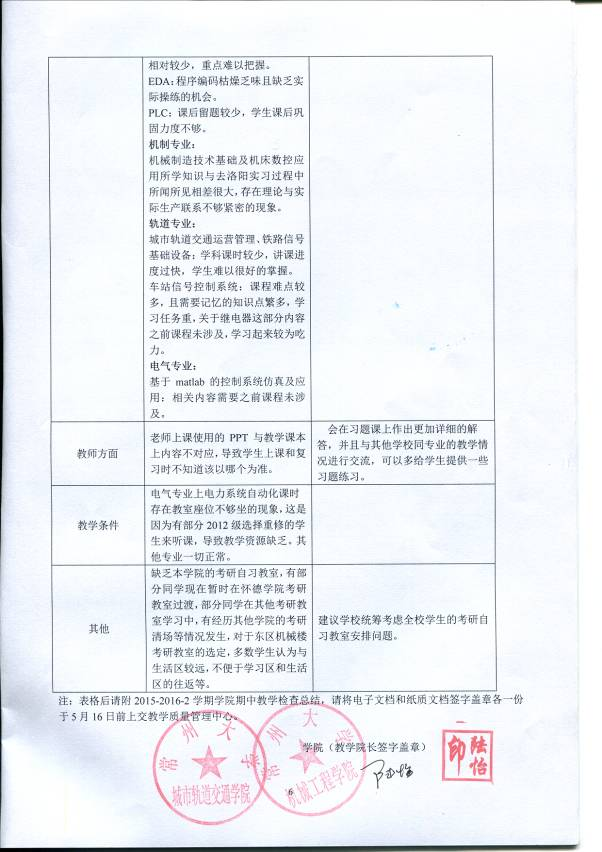 相对较少，重点难以把握。
EDA：程序编码枯燥乏味且缺乏实
际操练的机会。
PLC：课后留题较少，学生课后巩
固力度不够。
机制专业：
机械制造技术基础及机床数控应
用所学知识与去洛阳实习过程中
所闻所见相差很大，存在理论与实
际生产联系不够紧密的现象。
轨道专业：
城市轨道交通运营管理、铁路信号
基础设备：学科课时较少，讲课进
度过快，学生难以很好的掌握。
车站信号控制系统：课程难点较
多，且需要记忆的知识点繁多，学
习任务重，关于继电器这部分内容
之前课程未涉及，学习起来较为吃
力。
电气专业：
基于 matlab 的控制系统仿真及应
用：相关内容需要之前课程未涉
及。
教师方面
老师上课使用的 PPT 与教学课本
上内容不对应，导致学生上课和复
习时不知道该以哪个为准。
会在习题课上作出更加详细的解
答，并且与其他学校同专业的教学情
况进行交流，可以多给学生提供一些
习题练习。
教学条件
电气专业上电力系统自动化课时
存在教室座位不够坐的现象，这是
因为有部分 2012 级选择重修的学
生来听课，导致教学资源缺乏。其
他专业一切正常。
其他
缺乏本学院的考研自习教室，有部
分同学现在暂时在怀德学院考研
教室过渡，部分同学在其他考研教
室学习中，有经历其他学院的考研
清场等情况发生，对于东区机械楼
考研教室的选定，多数学生认为与
生活区较远，不便于学习区和生活
区的往返等。
建议学校统筹考虑全校学生的考研自
习教室安排问题。
注：表格后请附 2015-2016-2 学期学院期中教学检查总结，请将电子文档和纸质文档签字盖章各一份
于 5 月 16 日前上交教学质量管理中心。
学院（教学院长签字盖章）
常州大学
城市轨道交通学院
常州大学
机械工程学院
陆怡
印
6